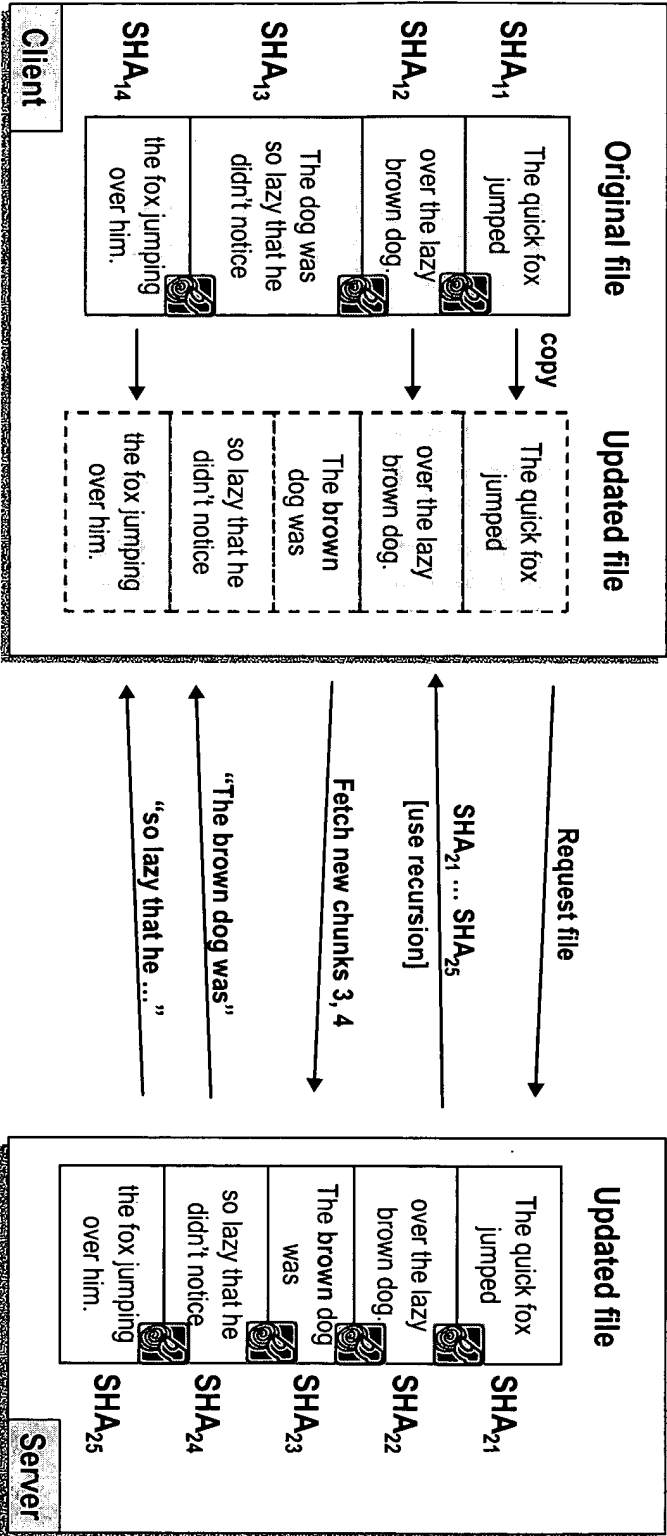 Original file
Updated file
SHA11
The quick fox
jumped
SHA12
over the lazy
brown dog.
SHA13
The dog was
so lazy that he
didn't notice
SHA14
the fox jumping
over him.
Client
copy
The quick fox
jumped
over the lazy
brown dog.
The brown
dog was
so lazy that he
didn't notice
the fox jumping
over him.
Request file
SHA21 ... SHA25
[use recursion]
Fetch new chunks 3, 4
"The brown dog was"
"so lazy that he ... "
Updated file
The quick fox
jumped
SHA21
over the lazy
brown dog.
SHA22
The brown dog
was
SHA23
so lazy that he
didn't notice
SHA24
the fox jumping
over him.
SHA25
Server